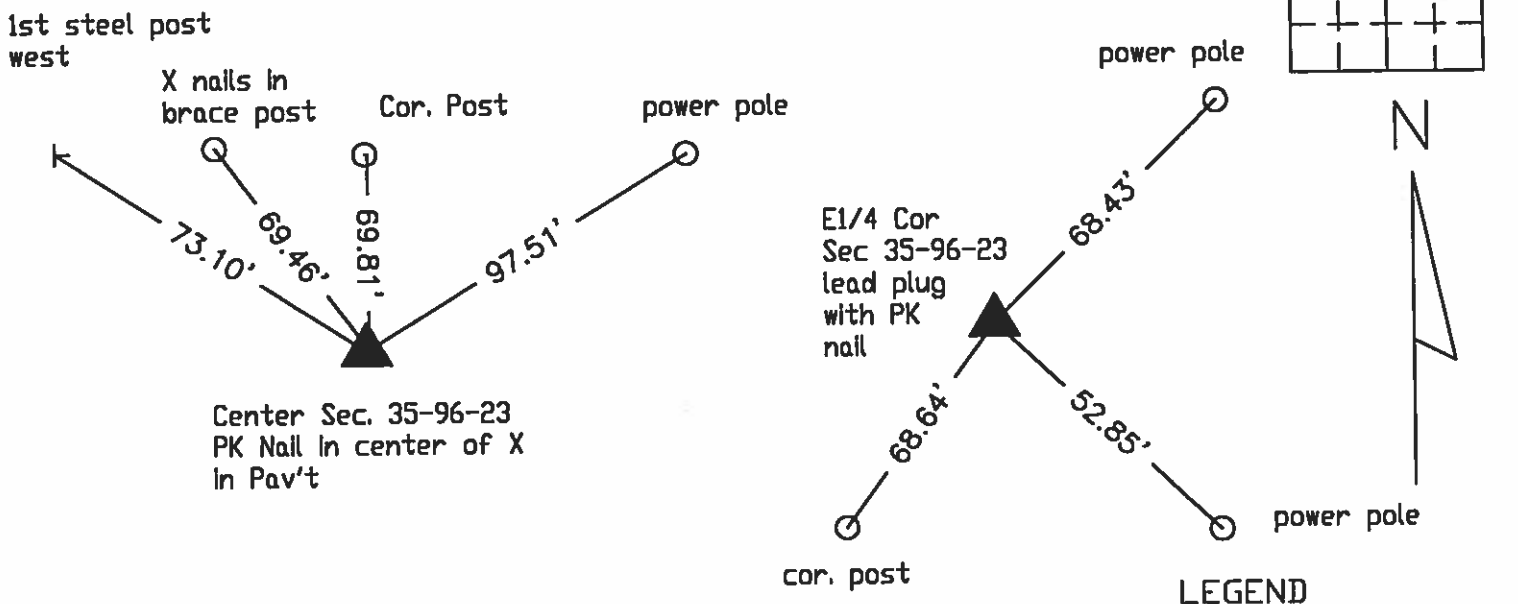 1st steel post
west
X nails in
brace post
Cor. Post
power pole
73.10'
69.46'
69.81'
97.51'
Center Sec. 35-96-23
PK Nail in center of X
in Pav't
power pole
N
68.43'
E1/4 Cor
Sec 35-96-23
lead plug
with PK
nail
68.64'
52.85'
cor. post
power pole
LEGEND